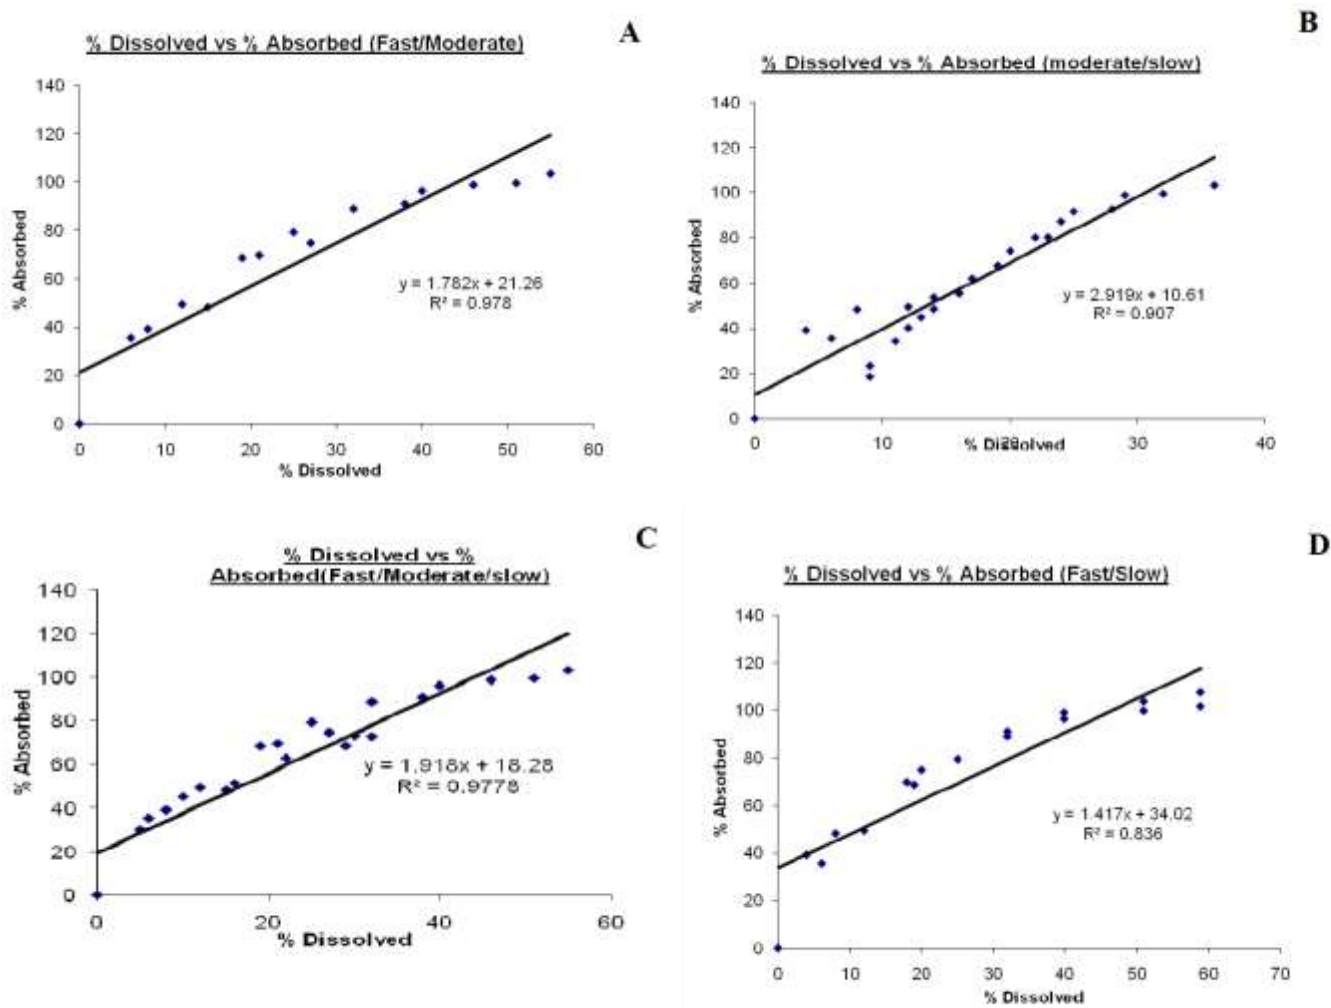 A
% Dissolved vs % Absorbed (Fast/Moderate)
140
120
100
80
60
40
20
0
% Absorbed
y = 1.782x + 21.26
R² = 0.978
0 10 20 30 40 50 60
% Dissolved
B
% Dissolved vs % Absorbed (moderate/slow)
140
120
100
80
60
40
20
0
% Absorbed
y = 2.919x + 10.61
R² = 0.907
0 10 20 30 40
% Dissolved
C
% Dissolved vs %
Absorbed(Fast/Moderate/slow)
140
120
100
80
60
40
20
0
% Absorbed
y = 1.918x + 18.28
R² = 0.9778
0 20 40 60
% Dissolved
D
% Dissolved vs % Absorbed (Fast/Slow)
140
120
100
80
60
40
20
0
% Absorbed
y = 1.417x + 34.02
R² = 0.836
0 10 20 30 40 50 60 70
% Dissolved